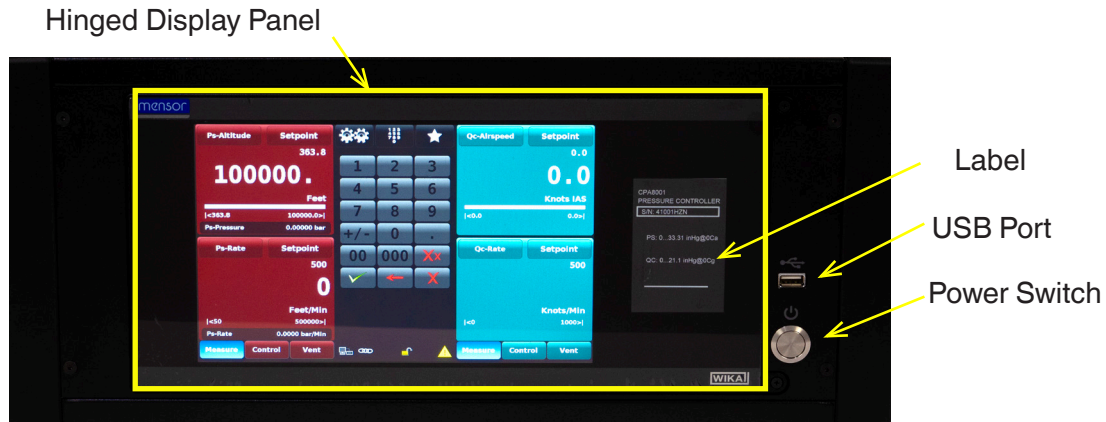 Hinged Display Panel
mensor
Ps-Altitude Setpoint
363.8
100000.
Feet
|<363.8 100000.0>|
Ps-Pressure 0.00000 bar
Ps-Rate Setpoint
500
0
Feet/Min
|<50 500000>|
Ps-Rate 0.0000 bar/Min
Measure Control Vent
1 2 3
4 5 6
7 8 9
+/- 0 .
00 000 Xx
X
Qc-Airspeed Setpoint
0.0
0.0
Knots IAS
|<0.0 0.0>|
Qc-Rate Setpoint
500
Knots/Min
|<0 1000>|
Measure Control Vent
CPA8001
PRESSURE CONTROLLER
S/N: 41001HZN
PS: 0...33.31 inHg@0Ca
QC: 0...21.1 inHg@0Cg
WIKA
Label
USB Port
Power Switch